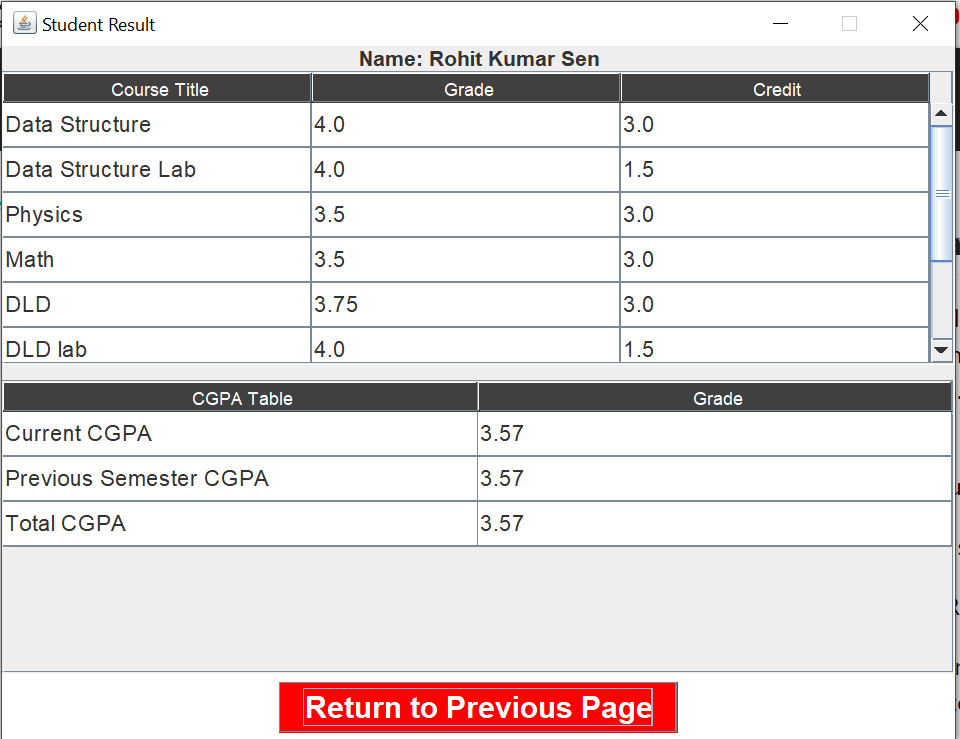 Student Result
Name: Rohit Kumar Sen
Course Title Grade Credit
Data Structure 4.0 3.0
Data Structure Lab 4.0 1.5
Physics 3.5 3.0
Math 3.5 3.0
DLD 3.75 3.0
DLD lab 4.0 1.5
CGPA Table Grade
Current CGPA 3.57
Previous Semester CGPA 3.57
Total CGPA 3.57
Return to Previous Page